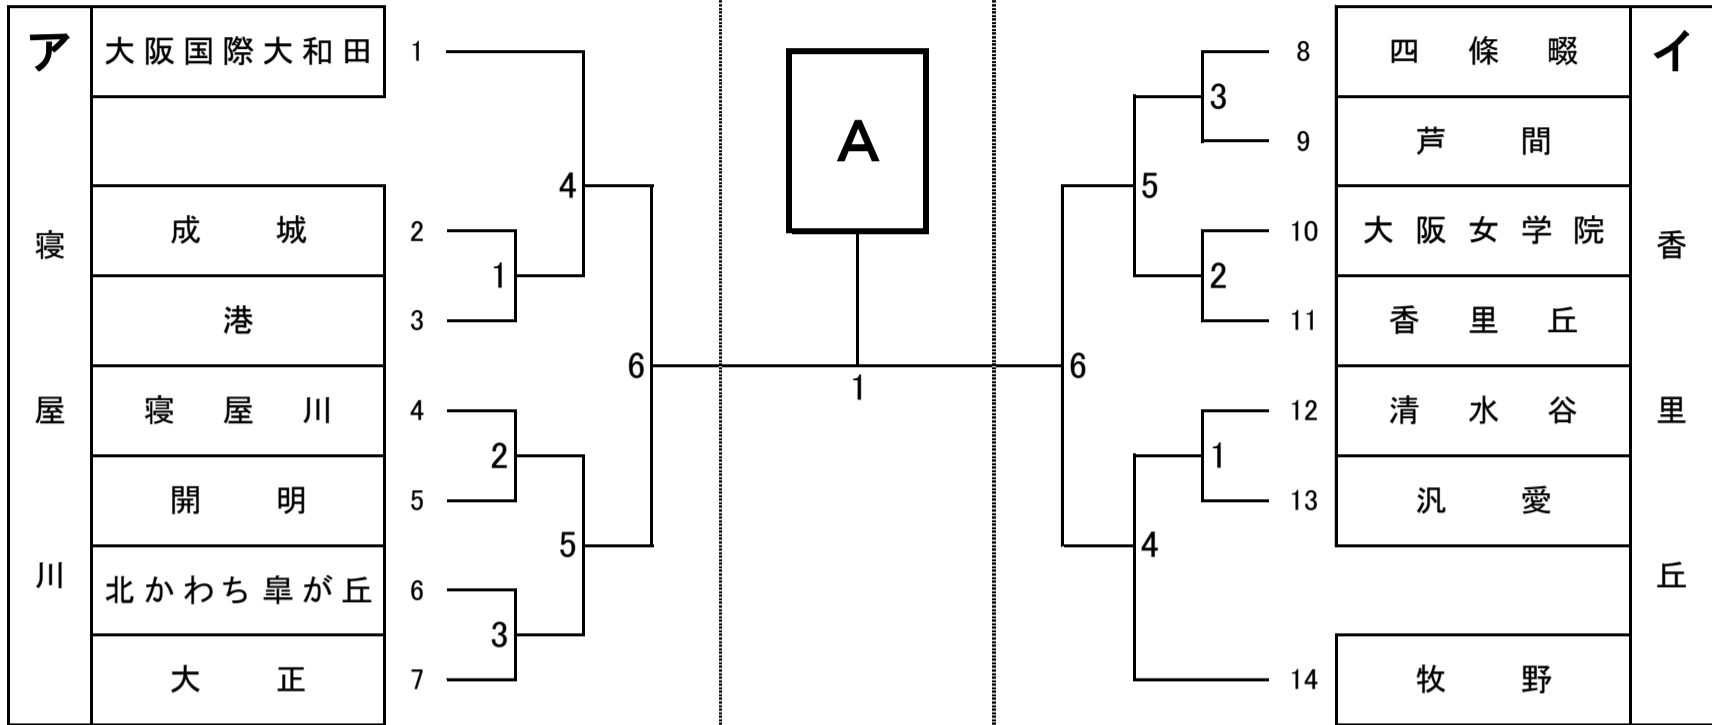 ア 大阪国際大和田 1
4
成城 2
1
港 3
寝屋川 4
2
開明 5
5
北かわち皐が丘 6
3
大正 7
寝屋川
6
A
1
6
8 四條畷 イ
3
9 芦間
5
10 大阪女学院
2
11 香里丘
12 清水谷
1
13 汎愛
4
14 牧野
香里丘